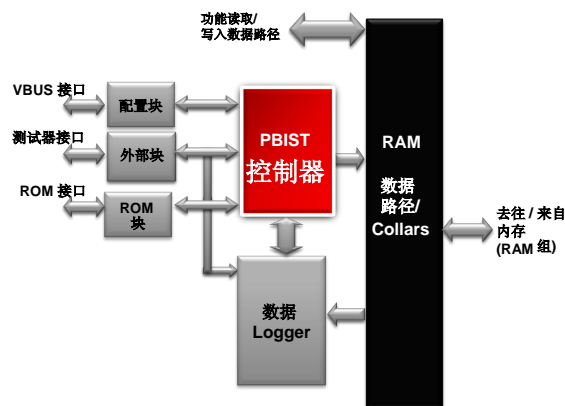 功能读取/
写入数据路径
VBUS 接口
配置块
测试器接口
外部块
ROM 接口
ROM
块
PBIST
控制器
RAM
数据
路径/
Collars
去往 / 来自
内存
(RAM 组)
数据
Logger